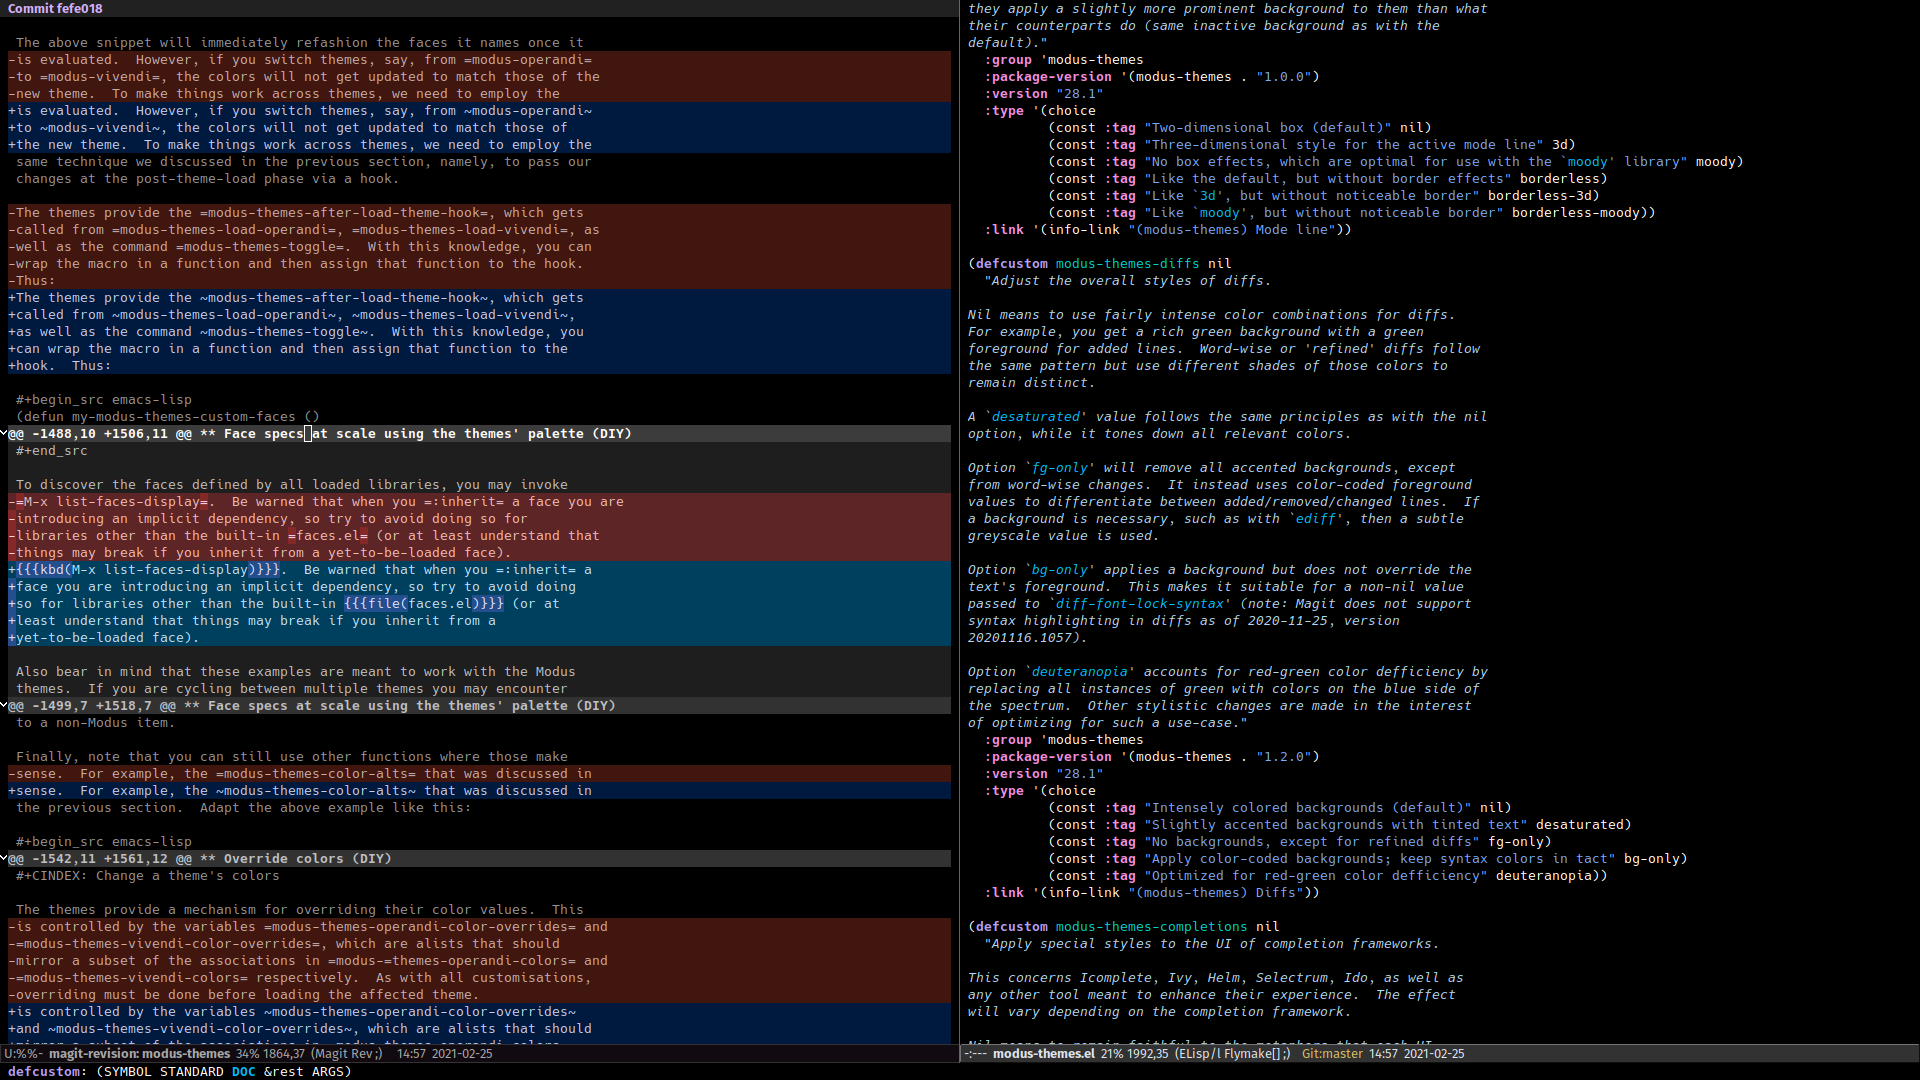 Commit fefe018
 The above snippet will immediately refashion the faces it names once it
-is evaluated.  However, if you switch themes, say, from =modus-operandi=
-to =modus-vivendi=, the colors will not get updated to match those of the
-new theme.  To make things work across themes, we need to employ the
+is evaluated.  However, if you switch themes, say, from ~modus-operandi~
+to ~modus-vivendi~, the colors will not get updated to match those of
+the new theme.  To make things work across themes, we need to employ the
 same technique we discussed in the previous section, namely, to pass our
 changes at the post-theme-load phase via a hook.
-The themes provide the =modus-themes-after-load-theme-hook=, which gets
-called from =modus-themes-load-operandi=, =modus-themes-load-vivendi=, as
-well as the command =modus-themes-toggle=.  With this knowledge, you can
-wrap the macro in a function and then assign that function to the hook.
-Thus:
+The themes provide the ~modus-themes-after-load-theme-hook~, which gets
+called from ~modus-themes-load-operandi~, ~modus-themes-load-vivendi~,
+as well as the command ~modus-themes-toggle~.  With this knowledge, you
+can wrap the macro in a function and then assign that function to the
+hook.  Thus:
 #+begin_src emacs-lisp
 (defun my-modus-themes-custom-faces ()
@@ -1488,10 +1506,11 @@ ** Face specs at scale using the themes' palette (DIY)
 #+end_src
 To discover the faces defined by all loaded libraries, you may invoke
-=M-x list-faces-display=.  Be warned that when you =:inherit= a face you are
-introducing an implicit dependency, so try to avoid doing so for
-libraries other than the built-in =faces.el= (or at least understand that
-things may break if you inherit from a yet-to-be-loaded face).
+{{{kbd(M-x list-faces-display)}}}.  Be warned that when you =:inherit= a
+face you are introducing an implicit dependency, so try to avoid doing
+so for libraries other than the built-in {{{file(faces.el)}}} (or at
+least understand that things may break if you inherit from a
+yet-to-be-loaded face).
 Also bear in mind that these examples are meant to work with the Modus
 themes.  If you are cycling between multiple themes you may encounter
@@ -1499,7 +1518,7 @@ ** Face specs at scale using the themes' palette (DIY)
 to a non-Modus item.
 Finally, note that you can still use other functions where those make
-sense.  For example, the =modus-themes-color-alts= that was discussed in
+sense.  For example, the ~modus-themes-color-alts~ that was discussed in
 the previous section.  Adapt the above example like this:
 #+begin_src emacs-lisp
@@ -1542,11 +1561,12 @@ ** Override colors (DIY)
 #+CINDEX: Change a theme's colors
 The themes provide a mechanism for overriding their color values.  This
-is controlled by the variables =modus-themes-operandi-color-overrides= and
-=modus-themes-vivendi-color-overrides=, which are alists that should
-mirror a subset of the associations in =modus-=themes-operandi-colors= and
-=modus-themes-vivendi-colors= respectively.  As with all customisations,
-overriding must be done before loading the affected theme.
+is controlled by the variables ~modus-themes-operandi-color-overrides~
+and ~modus-themes-vivendi-color-overrides~, which are alists that should
U:%%- magit-revision: modus-themes 34% 1864,37 (Magit Rev;) 14:57 2021-02-25
they apply a slightly more prominent background to them than what
their counterparts do (same inactive background as with the
default)."
  :group 'modus-themes
  :package-version '(modus-themes . "1.0.0")
  :version "28.1"
  :type '(choice
          (const :tag "Two-dimensional box (default)" nil)
          (const :tag "Three-dimensional style for the active mode line" 3d)
          (const :tag "No box effects, which are optimal for use with the `moody' library" moody)
          (const :tag "Like the default, but without border effects" borderless)
          (const :tag "Like `3d', but without noticeable border" borderless-3d)
          (const :tag "Like `moody', but without noticeable border" borderless-moody))
  :link '(info-link "(modus-themes) Mode line"))
(defcustom modus-themes-diffs nil
  "Adjust the overall styles of diffs.
Nil means to use fairly intense color combinations for diffs.
For example, you get a rich green background with a green
foreground for added lines.  Word-wise or 'refined' diffs follow
the same pattern but use different shades of those colors to
remain distinct.
A `desaturated' value follows the same principles as with the nil
option, while it tones down all relevant colors.
Option `fg-only' will remove all accented backgrounds, except
from word-wise changes.  It instead uses color-coded foreground
values to differentiate between added/removed/changed lines.  If
a background is necessary, such as with `ediff', then a subtle
greyscale value is used.
Option `bg-only' applies a background but does not override the
text's foreground.  This makes it suitable for a non-nil value
passed to `diff-font-lock-syntax' (note: Magit does not support
syntax highlighting in diffs as of 2020-11-25, version
20201116.1057).
Option `deuteranopia' accounts for red-green color defficiency by
replacing all instances of green with colors on the blue side of
the spectrum.  Other stylistic changes are made in the interest
of optimizing for such a use-case."
  :group 'modus-themes
  :package-version '(modus-themes . "1.2.0")
  :version "28.1"
  :type '(choice
          (const :tag "Intensely colored backgrounds (default)" nil)
          (const :tag "Slightly accented backgrounds with tinted text" desaturated)
          (const :tag "No backgrounds, except for refined diffs" fg-only)
          (const :tag "Apply color-coded backgrounds; keep syntax colors in tact" bg-only)
          (const :tag "Optimized for red-green color defficiency" deuteranopia))
  :link '(info-link "(modus-themes) Diffs"))
(defcustom modus-themes-completions nil
  "Apply special styles to the UI of completion frameworks.
This concerns Icomplete, Ivy, Helm, Selectrum, Ido, as well as
any other tool meant to enhance their experience.  The effect
will vary depending on the completion framework.
-:--- modus-themes.el 21% 1992,35 (ELisp/l Flymake[];) Git:master 14:57 2021-02-25
defcustom: (SYMBOL STANDARD DOC &rest ARGS)